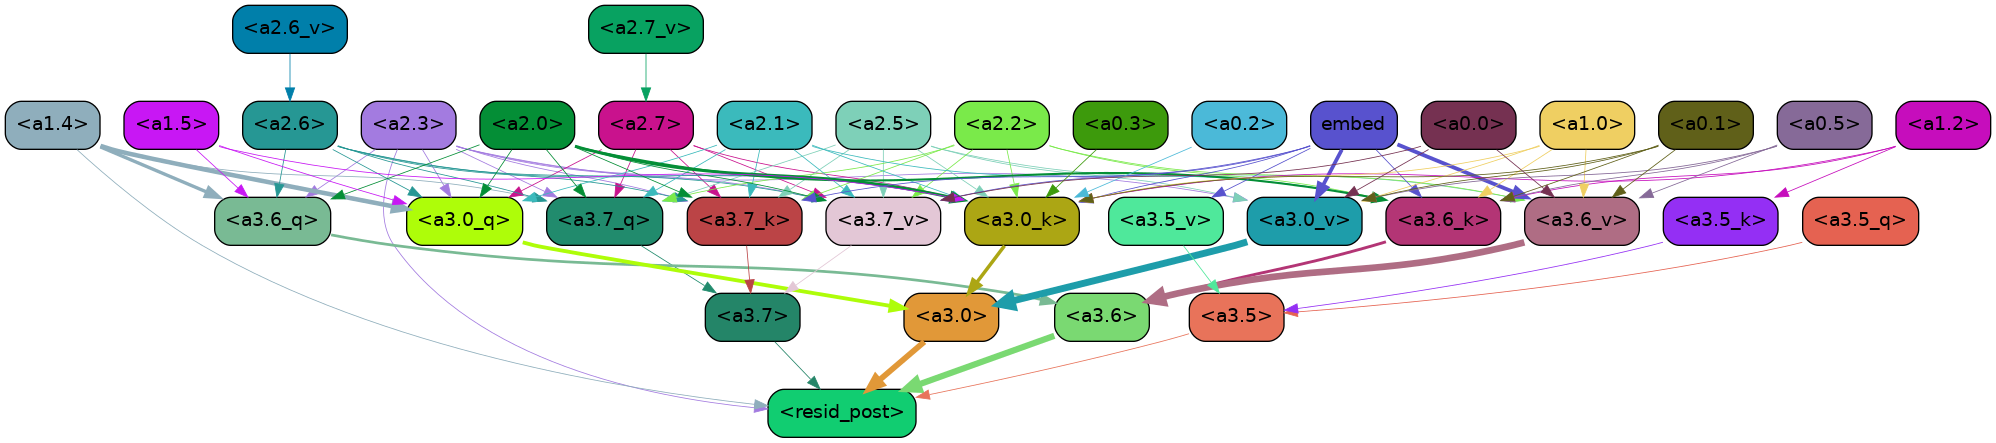 <a2.6_v> <a2.7_v>
<a1.4> <a1.5> <a2.6> <a2.3> <a2.0> <a2.7> <a2.1> <a2.5> <a2.2> <a0.3> <a0.2> embed <a0.0> <a1.0> <a0.1> <a0.5> <a1.2>
<a3.6_q> <a3.0_q> <a3.7_q> <a3.7_k> <a3.7_v> <a3.0_k> <a3.5_v> <a3.0_v> <a3.6_k> <a3.6_v> <a3.5_k> <a3.5_q>
<a3.7> <a3.0> <a3.6> <a3.5>
<resid_post>